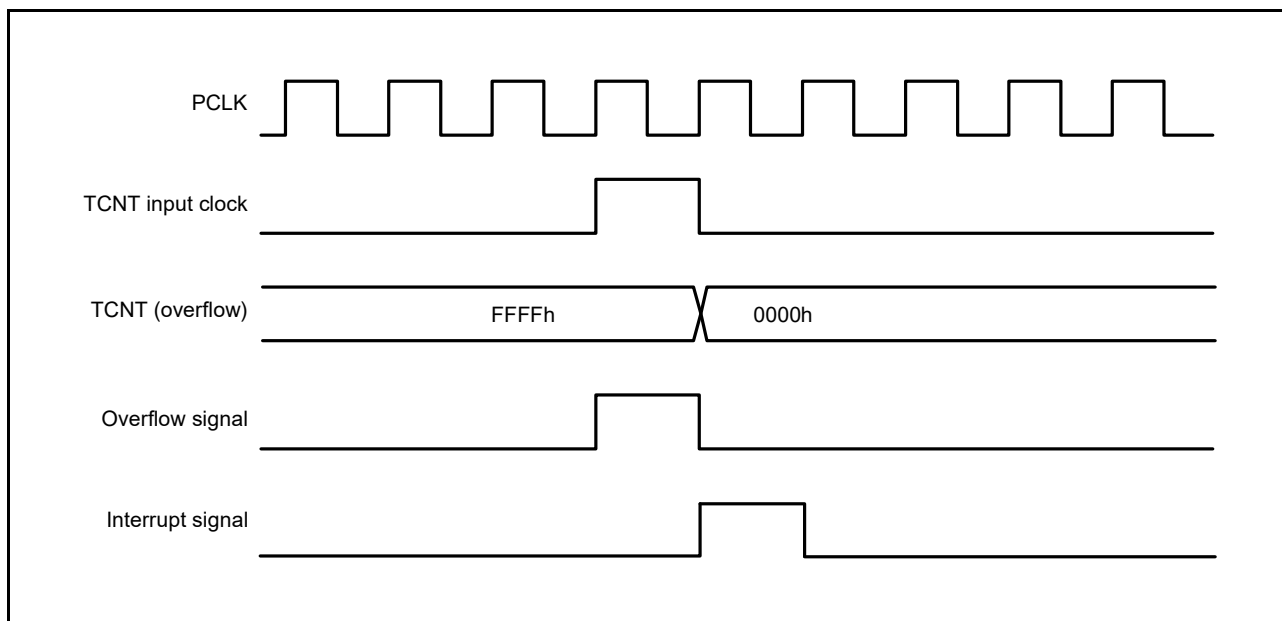 PCLK
TCNT input clock
TCNT (overflow)
FFFFh
0000h
Overflow signal
Interrupt signal